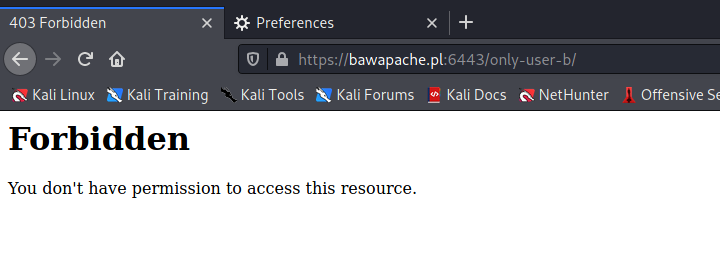 403 Forbidden
Preferences
https://bawapache.pl:6443/only-user-b/
Kali Linux Kali Training Kali Tools Kali Forums Kali Docs NetHunter Offensive Se
Forbidden
You don't have permission to access this resource.